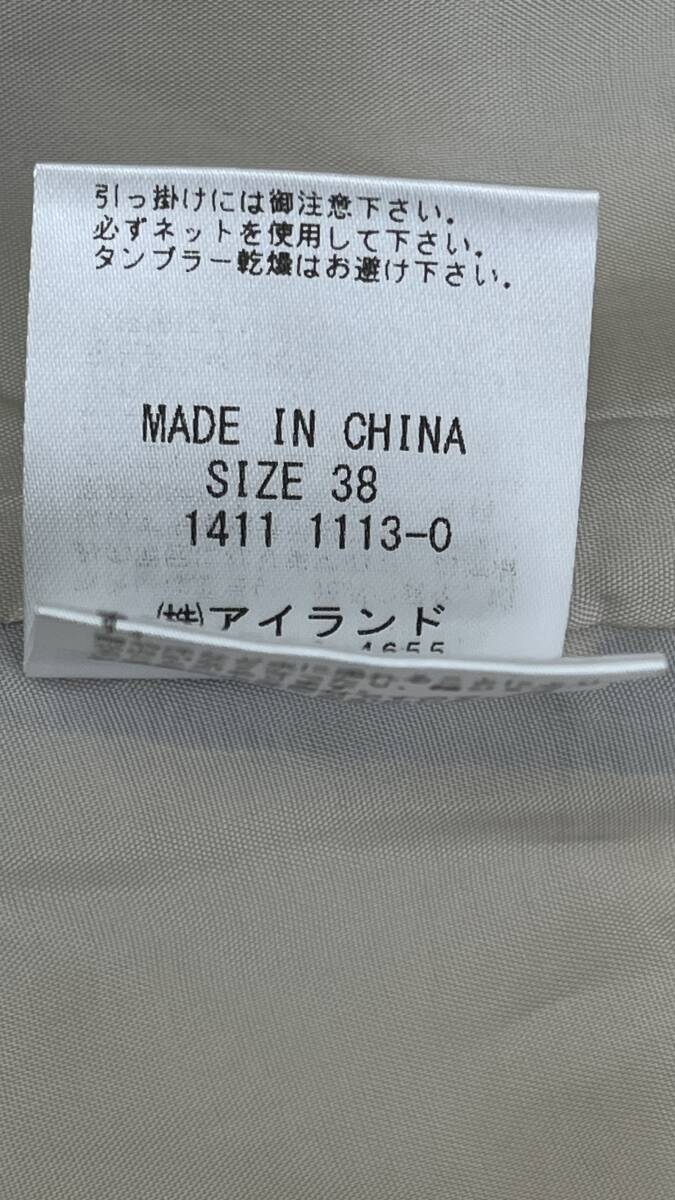 引っ掛けには御注意下さい。
必ずネットを使用して下さい。
タンブラー乾燥はお避け下さい。
MADE IN CHINA
SIZE 38
1411 1113-0
(株)アイランド
4655